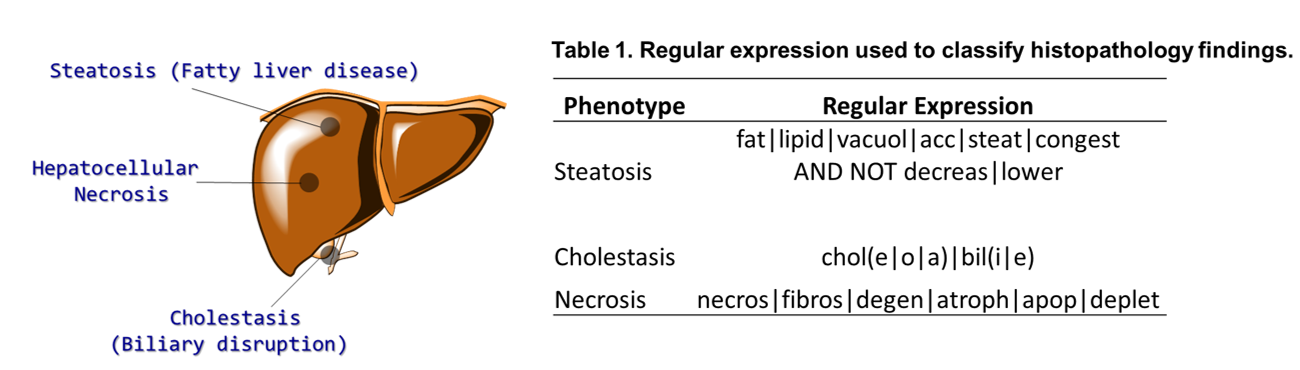 Steatosis (Fatty liver disease)
Hepatocellular
Necrosis
Cholestasis
(Biliary disruption)
Table 1. Regular expression used to classify histopathology findings.
Phenotype Regular Expression
fat|lipid|vacuol|acc|steat|congest
Steatosis AND NOT decreas|lower
Cholestasis chol(e|o|a)|bil(i|e)
Necrosis necros|fibros|degen|atroph|apop|deplet